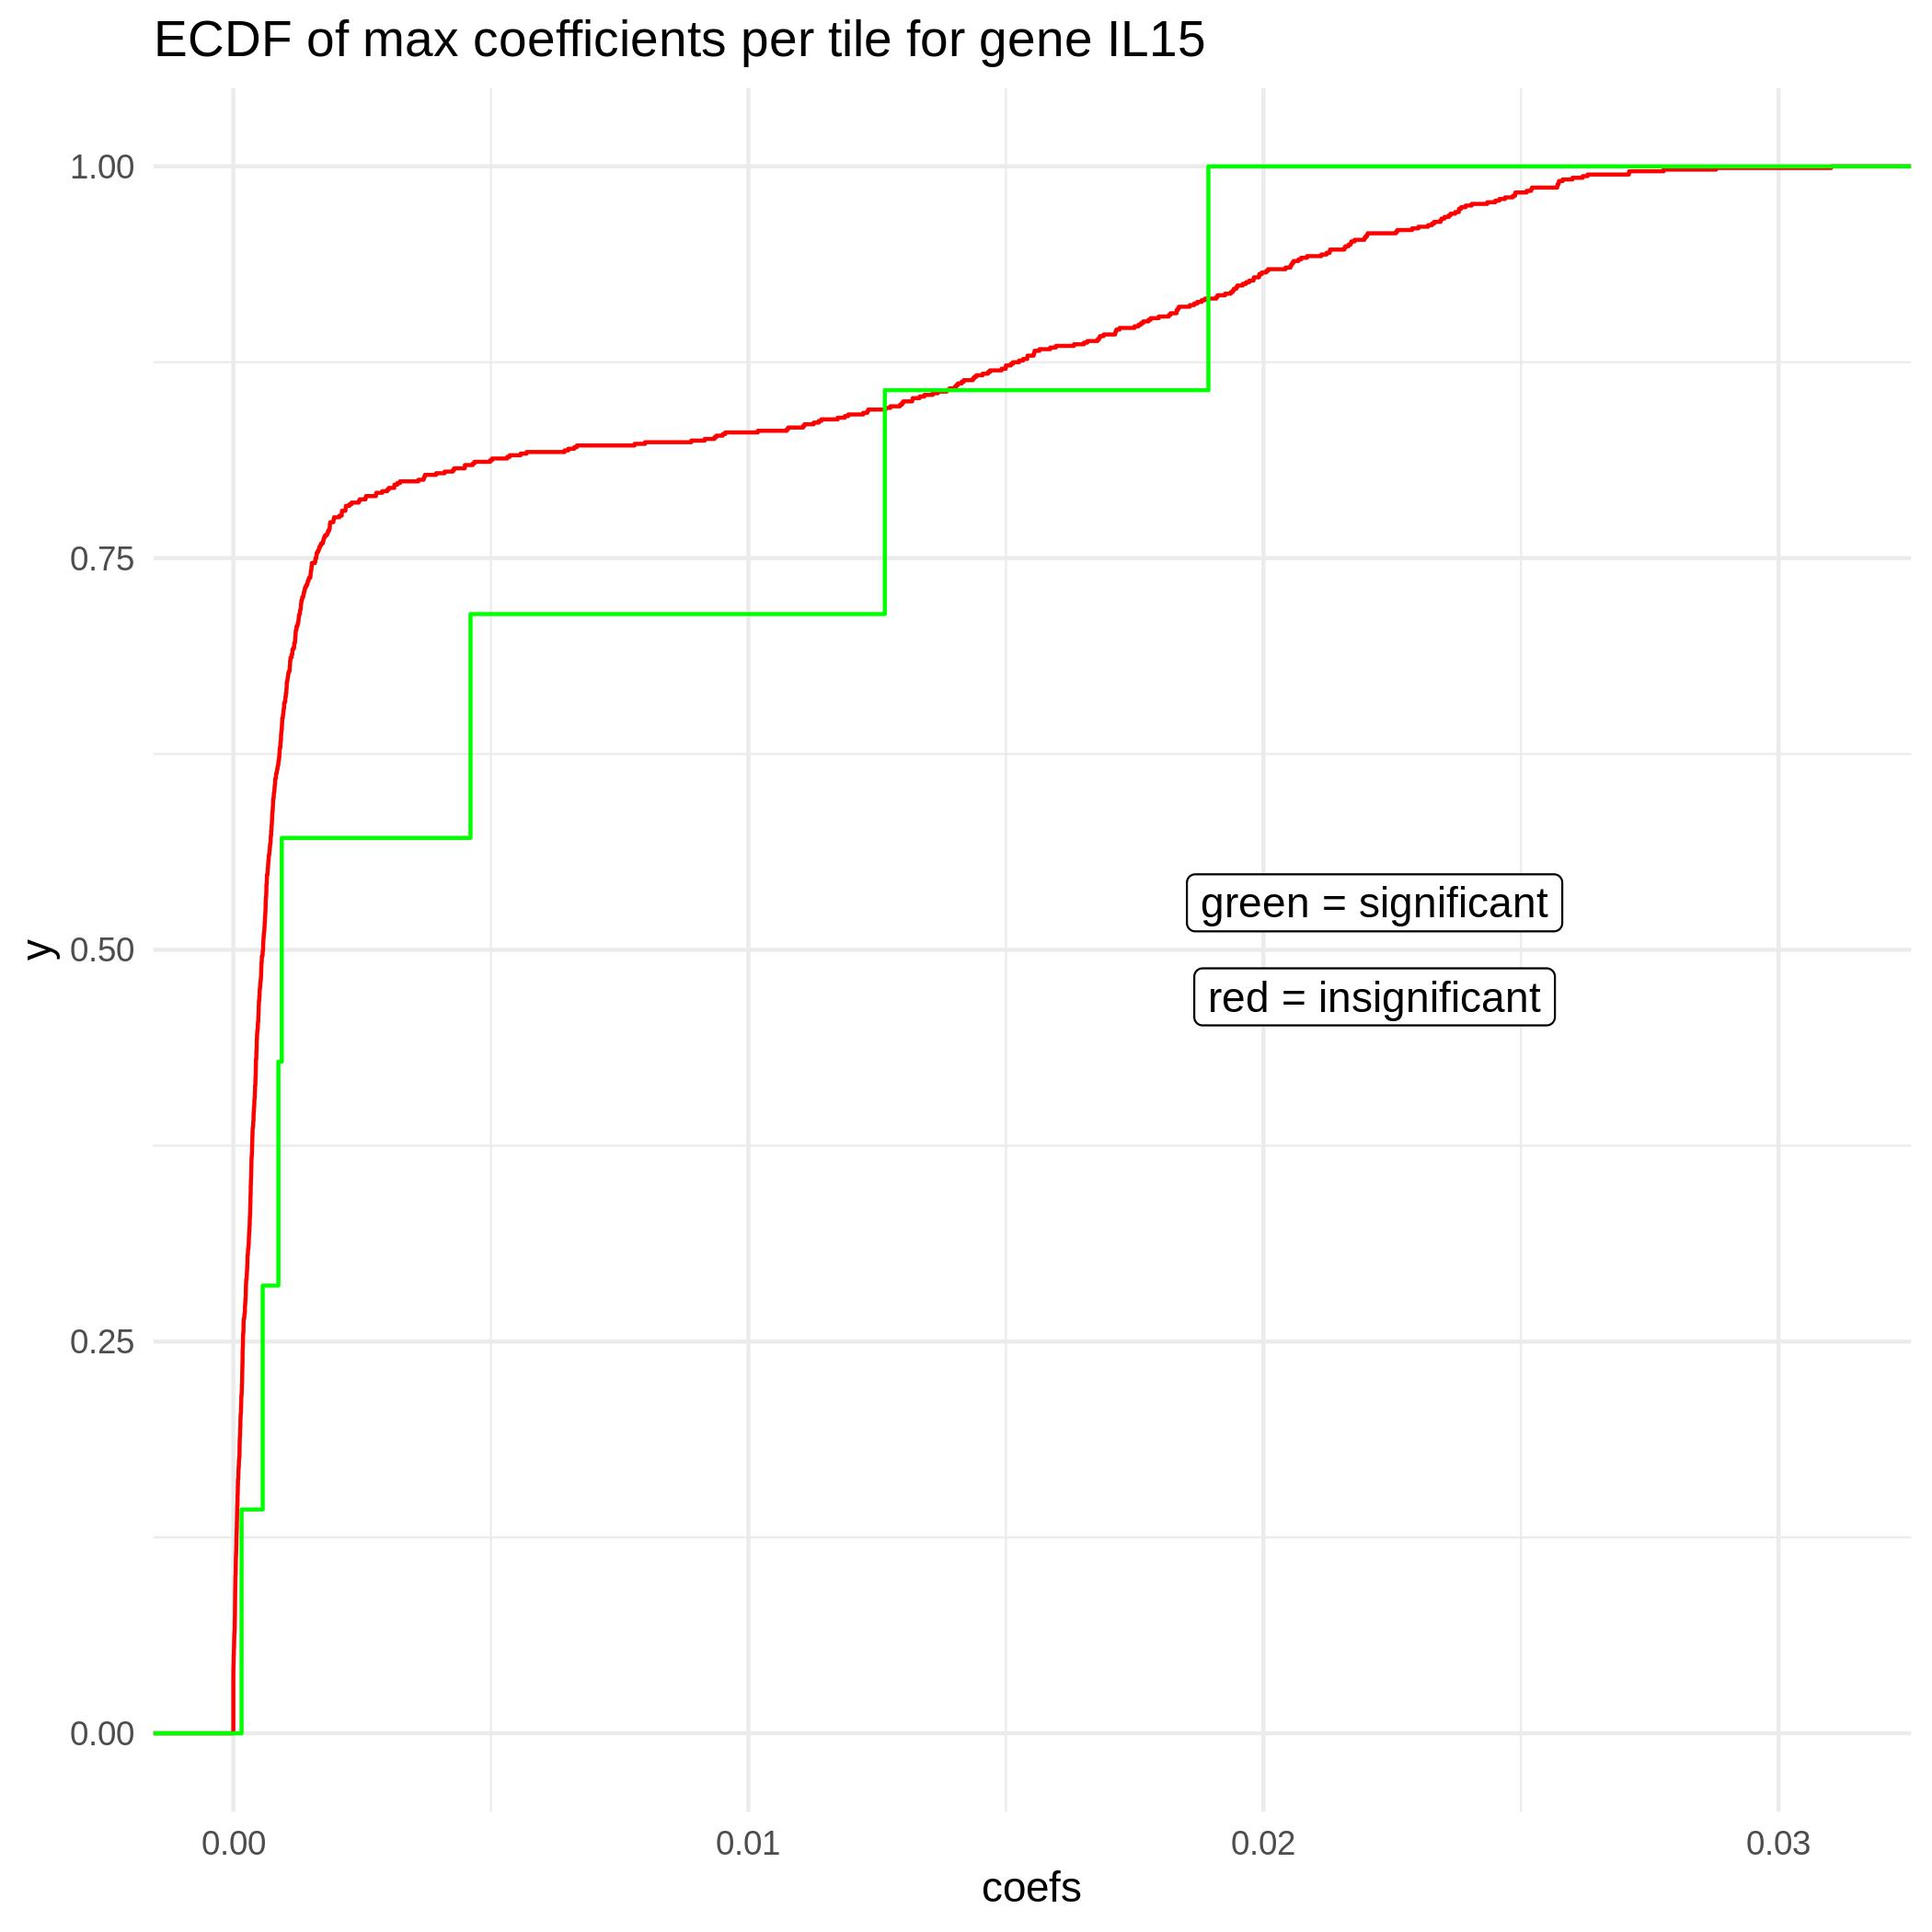 ECDF of max coefficients per tile for gene IL15
1.00
0.75
0.50
0.25
0.00
y
green = significant
red = insignificant
0.00 0.01 0.02 0.03
coefs